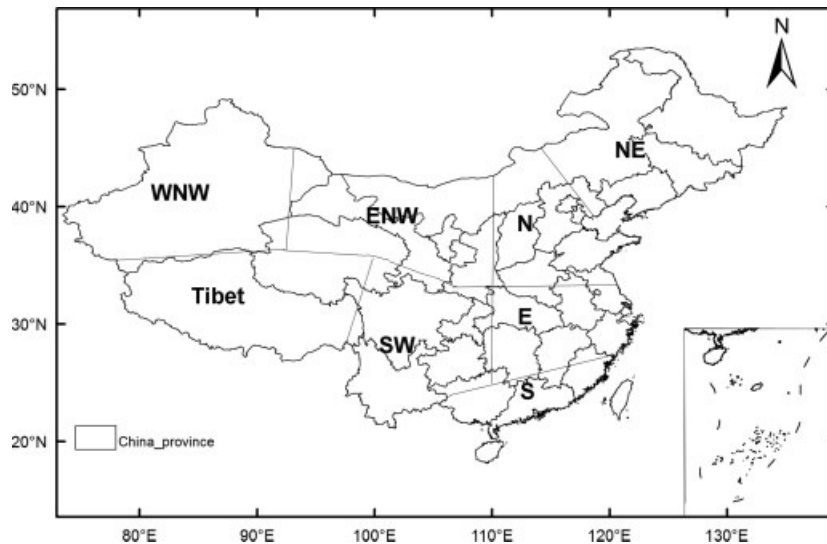 N
50°N
NE
WNW
40°N
ENW
N
Tibet
30°N
E
SW
S
China_province
20°N
80°E
90°E
100°E
110°E
120°E
130°E